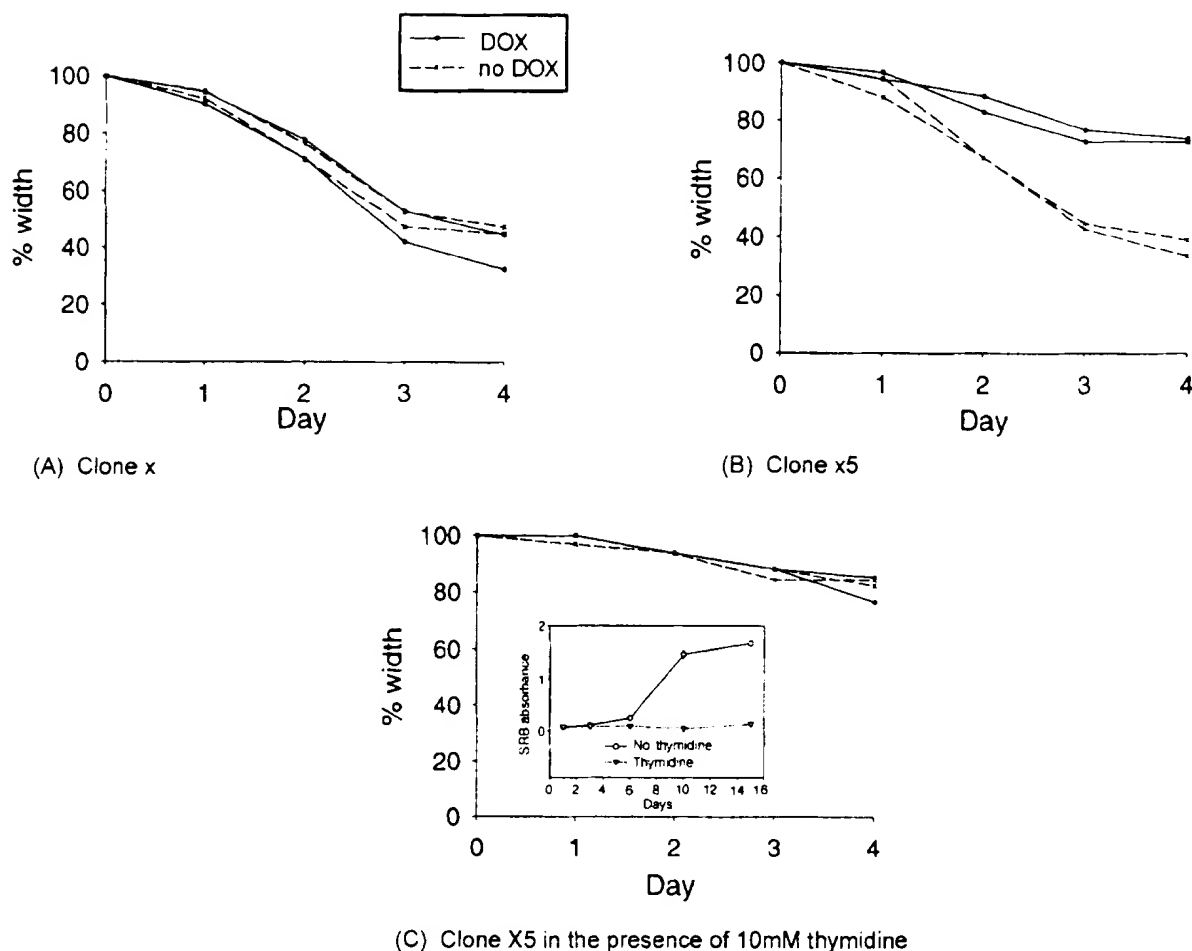 DOX
no DOX
100
80
60
40
20
0
% width
0 1 2 3 4
Day
(A) Clone x
100
80
60
40
20
0
% width
0 1 2 3 4
Day
(B) Clone x5
100
80
60
40
20
0
% width
2
1
0
SRB absorbance
No thymidine
Thymidine
0 2 4 6 8 10 12 14 16
Days
0 1 2 3 4
Day
(C) Clone X5 in the presence of 10mM thymidine